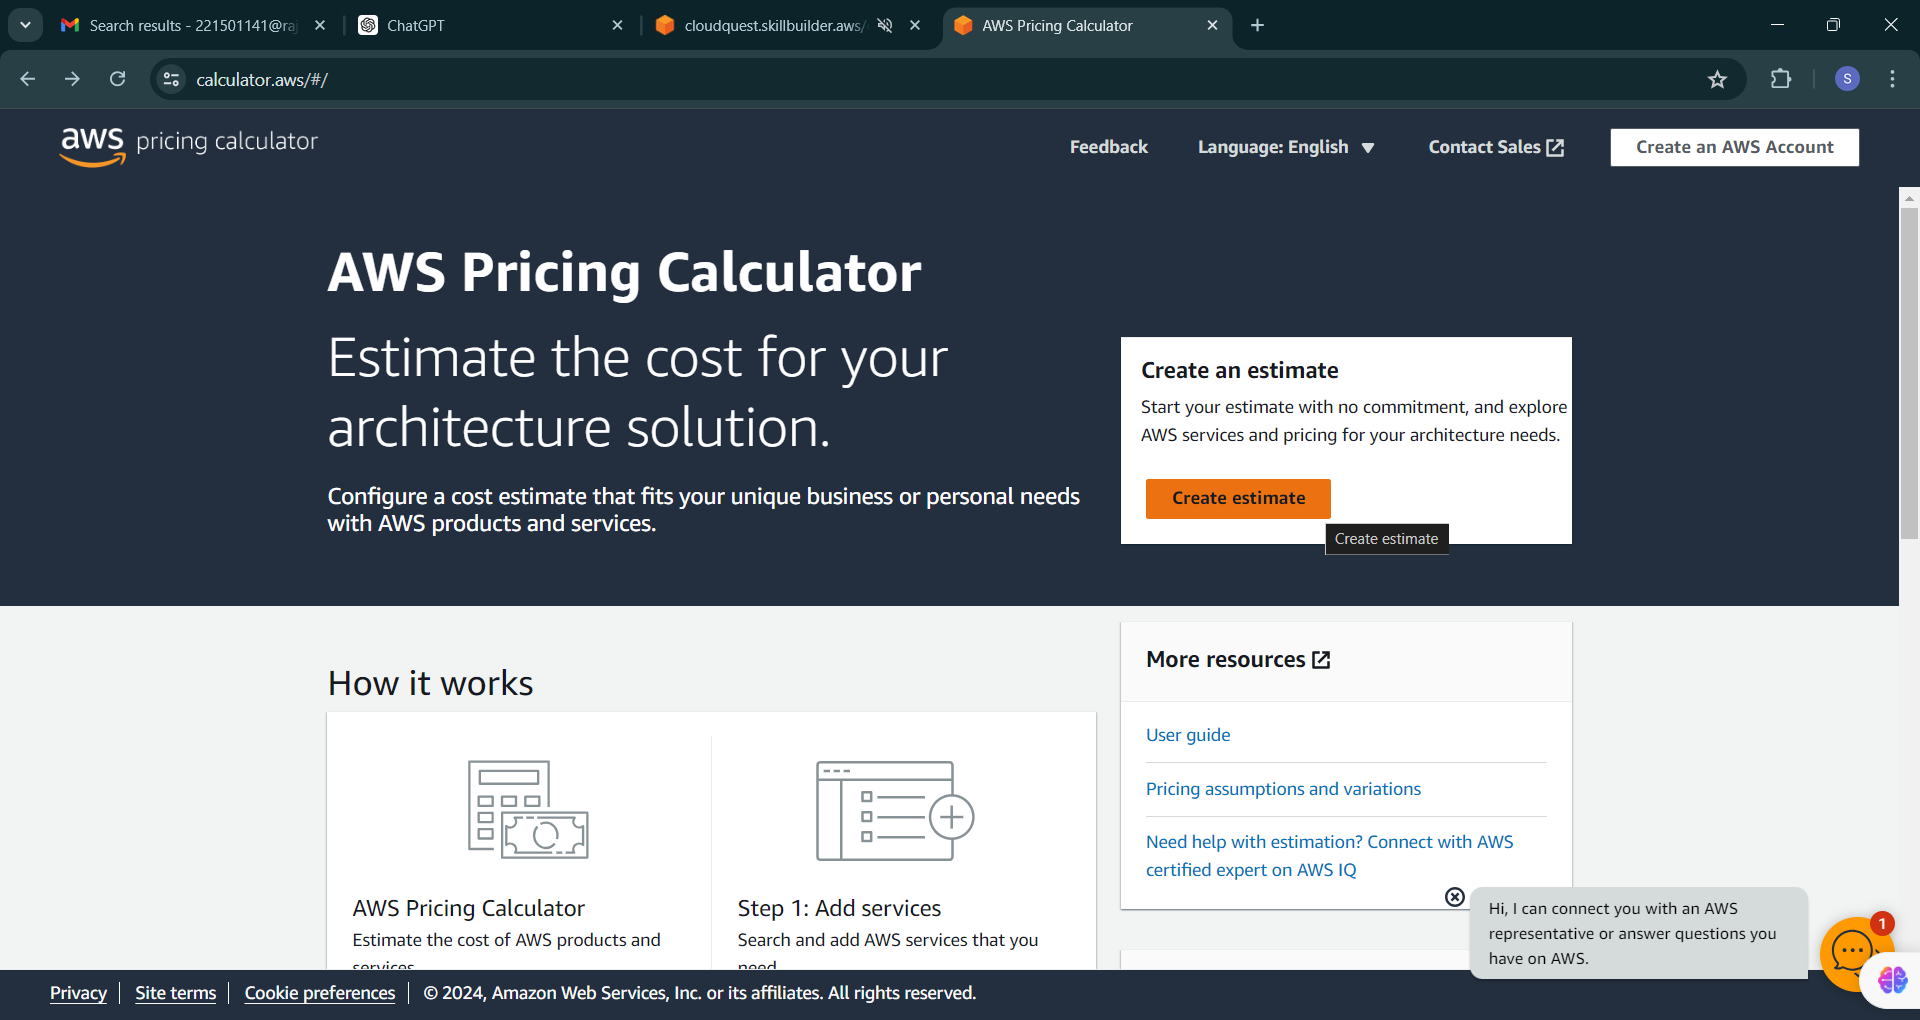 Search results - 221501141@raj
ChatGPT
cloudquest.skillbuilder.aws/
AWS Pricing Calculator
calculator.aws/#/
S
aws pricing calculator
Feedback
Language: English
Contact Sales
Create an AWS Account
AWS Pricing Calculator
Estimate the cost for your
architecture solution.
Configure a cost estimate that fits your unique business or personal needs
with AWS products and services.
Create an estimate
Start your estimate with no commitment, and explore
AWS services and pricing for your architecture needs.
Create estimate
Create estimate
How it works
AWS Pricing Calculator
Estimate the cost of AWS products and
services
Step 1: Add services
Search and add AWS services that you
need
More resources
User guide
Pricing assumptions and variations
Need help with estimation? Connect with AWS
certified expert on AWS IQ
Hi, I can connect you with an AWS
representative or answer questions you
have on AWS.
1
Privacy
Site terms
Cookie preferences
© 2024, Amazon Web Services, Inc. or its affiliates. All rights reserved.